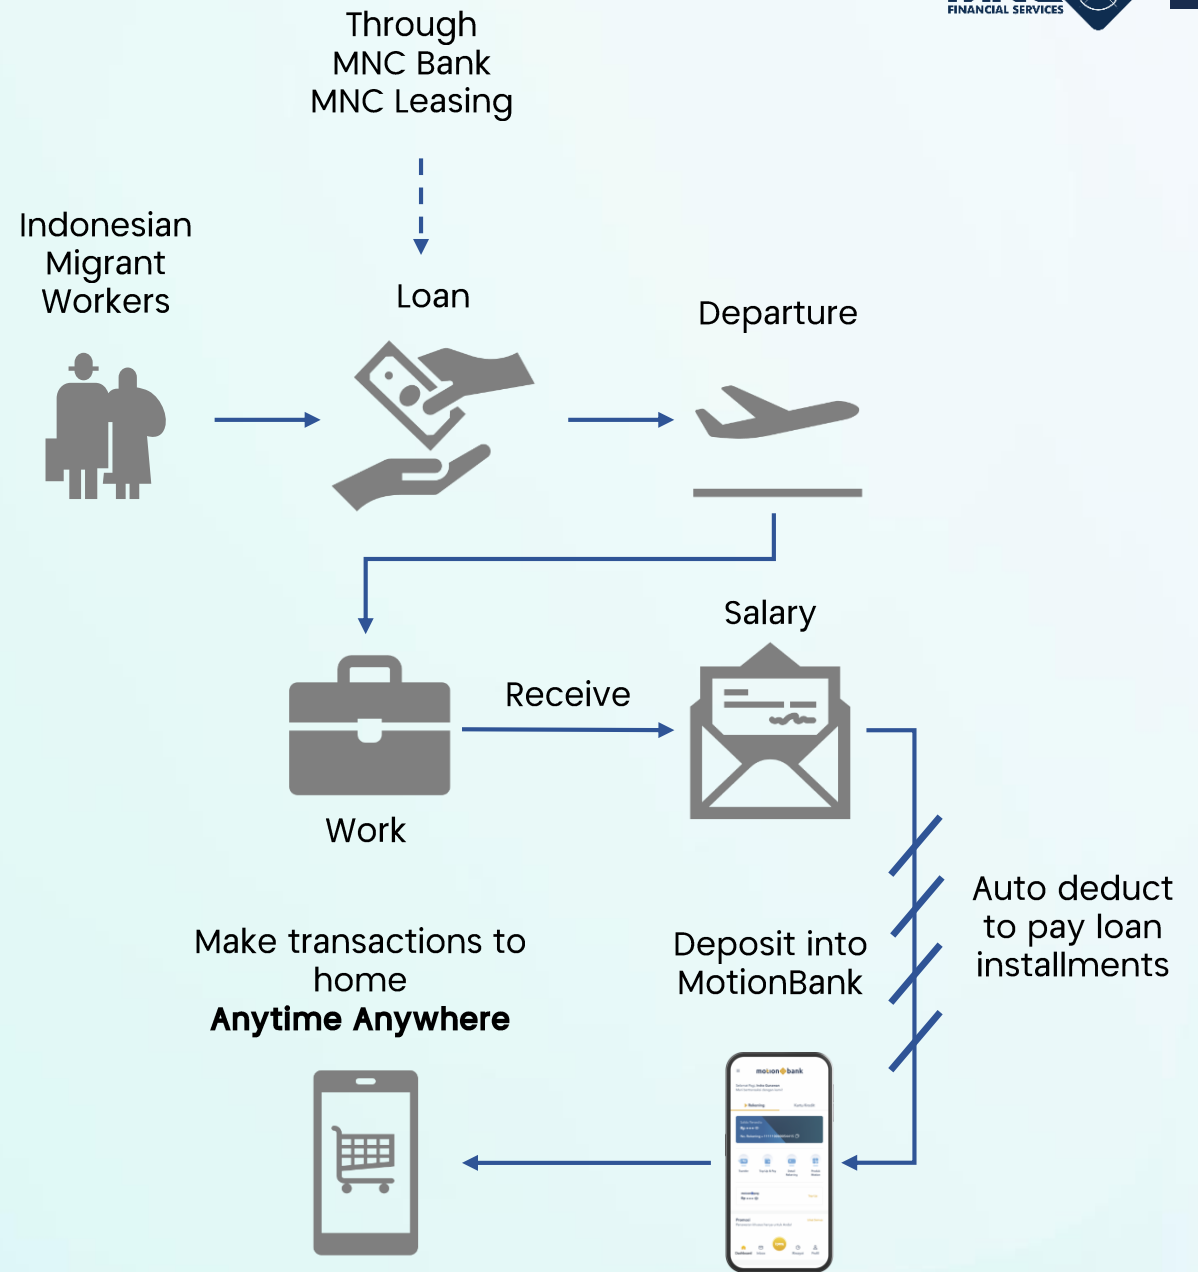 FINANCIAL SERVICES
Through
MNC Bank
MNC Leasing
Indonesian
Migrant
Workers
Loan
Departure
Salary
Receive
Work
Auto deduct
to pay loan
installments
Make transactions to
home
Anytime Anywhere
Deposit into
MotionBank
motion bank